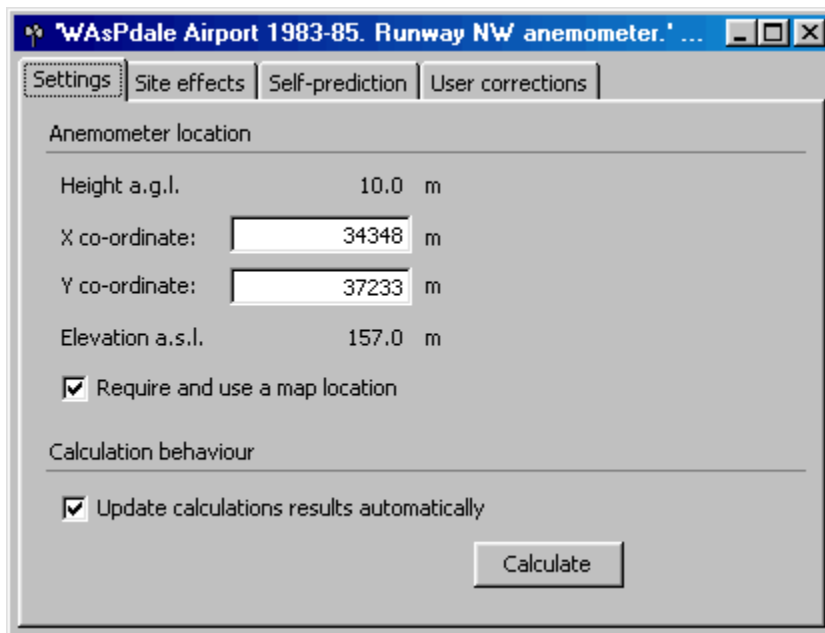 'WAsPdale Airport 1983-85. Runway NW anemometer.' ...
Settings Site effects Self-prediction User corrections
Anemometer location
Height a.g.l. 10.0 m
X co-ordinate: 34348 m
Y co-ordinate: 37233 m
Elevation a.s.l. 157.0 m
Require and use a map location
Calculation behaviour
Update calculations results automatically
Calculate